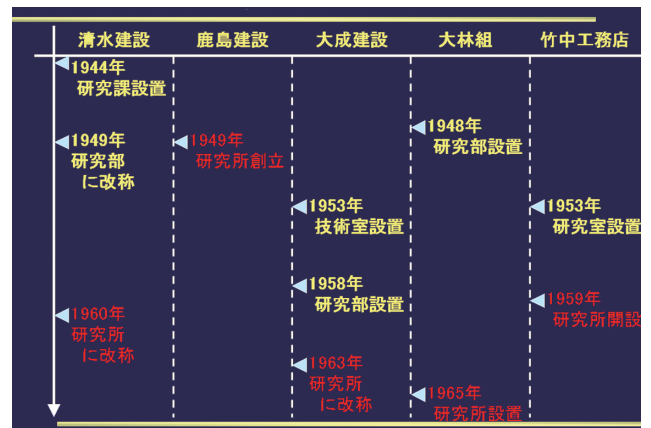 清水建設
鹿島建設
大成建設
大林組
竹中工務店
1944年
研究課設置
1949年
研究部
に改称
1960年
研究所
に改称
1949年
研究所創立
1953年
技術室設置
1958年
研究部設置
1963年
研究所
に改称
1948年
研究部設置
1965年
研究所設置
1953年
研究室設置
1959年
研究所開設